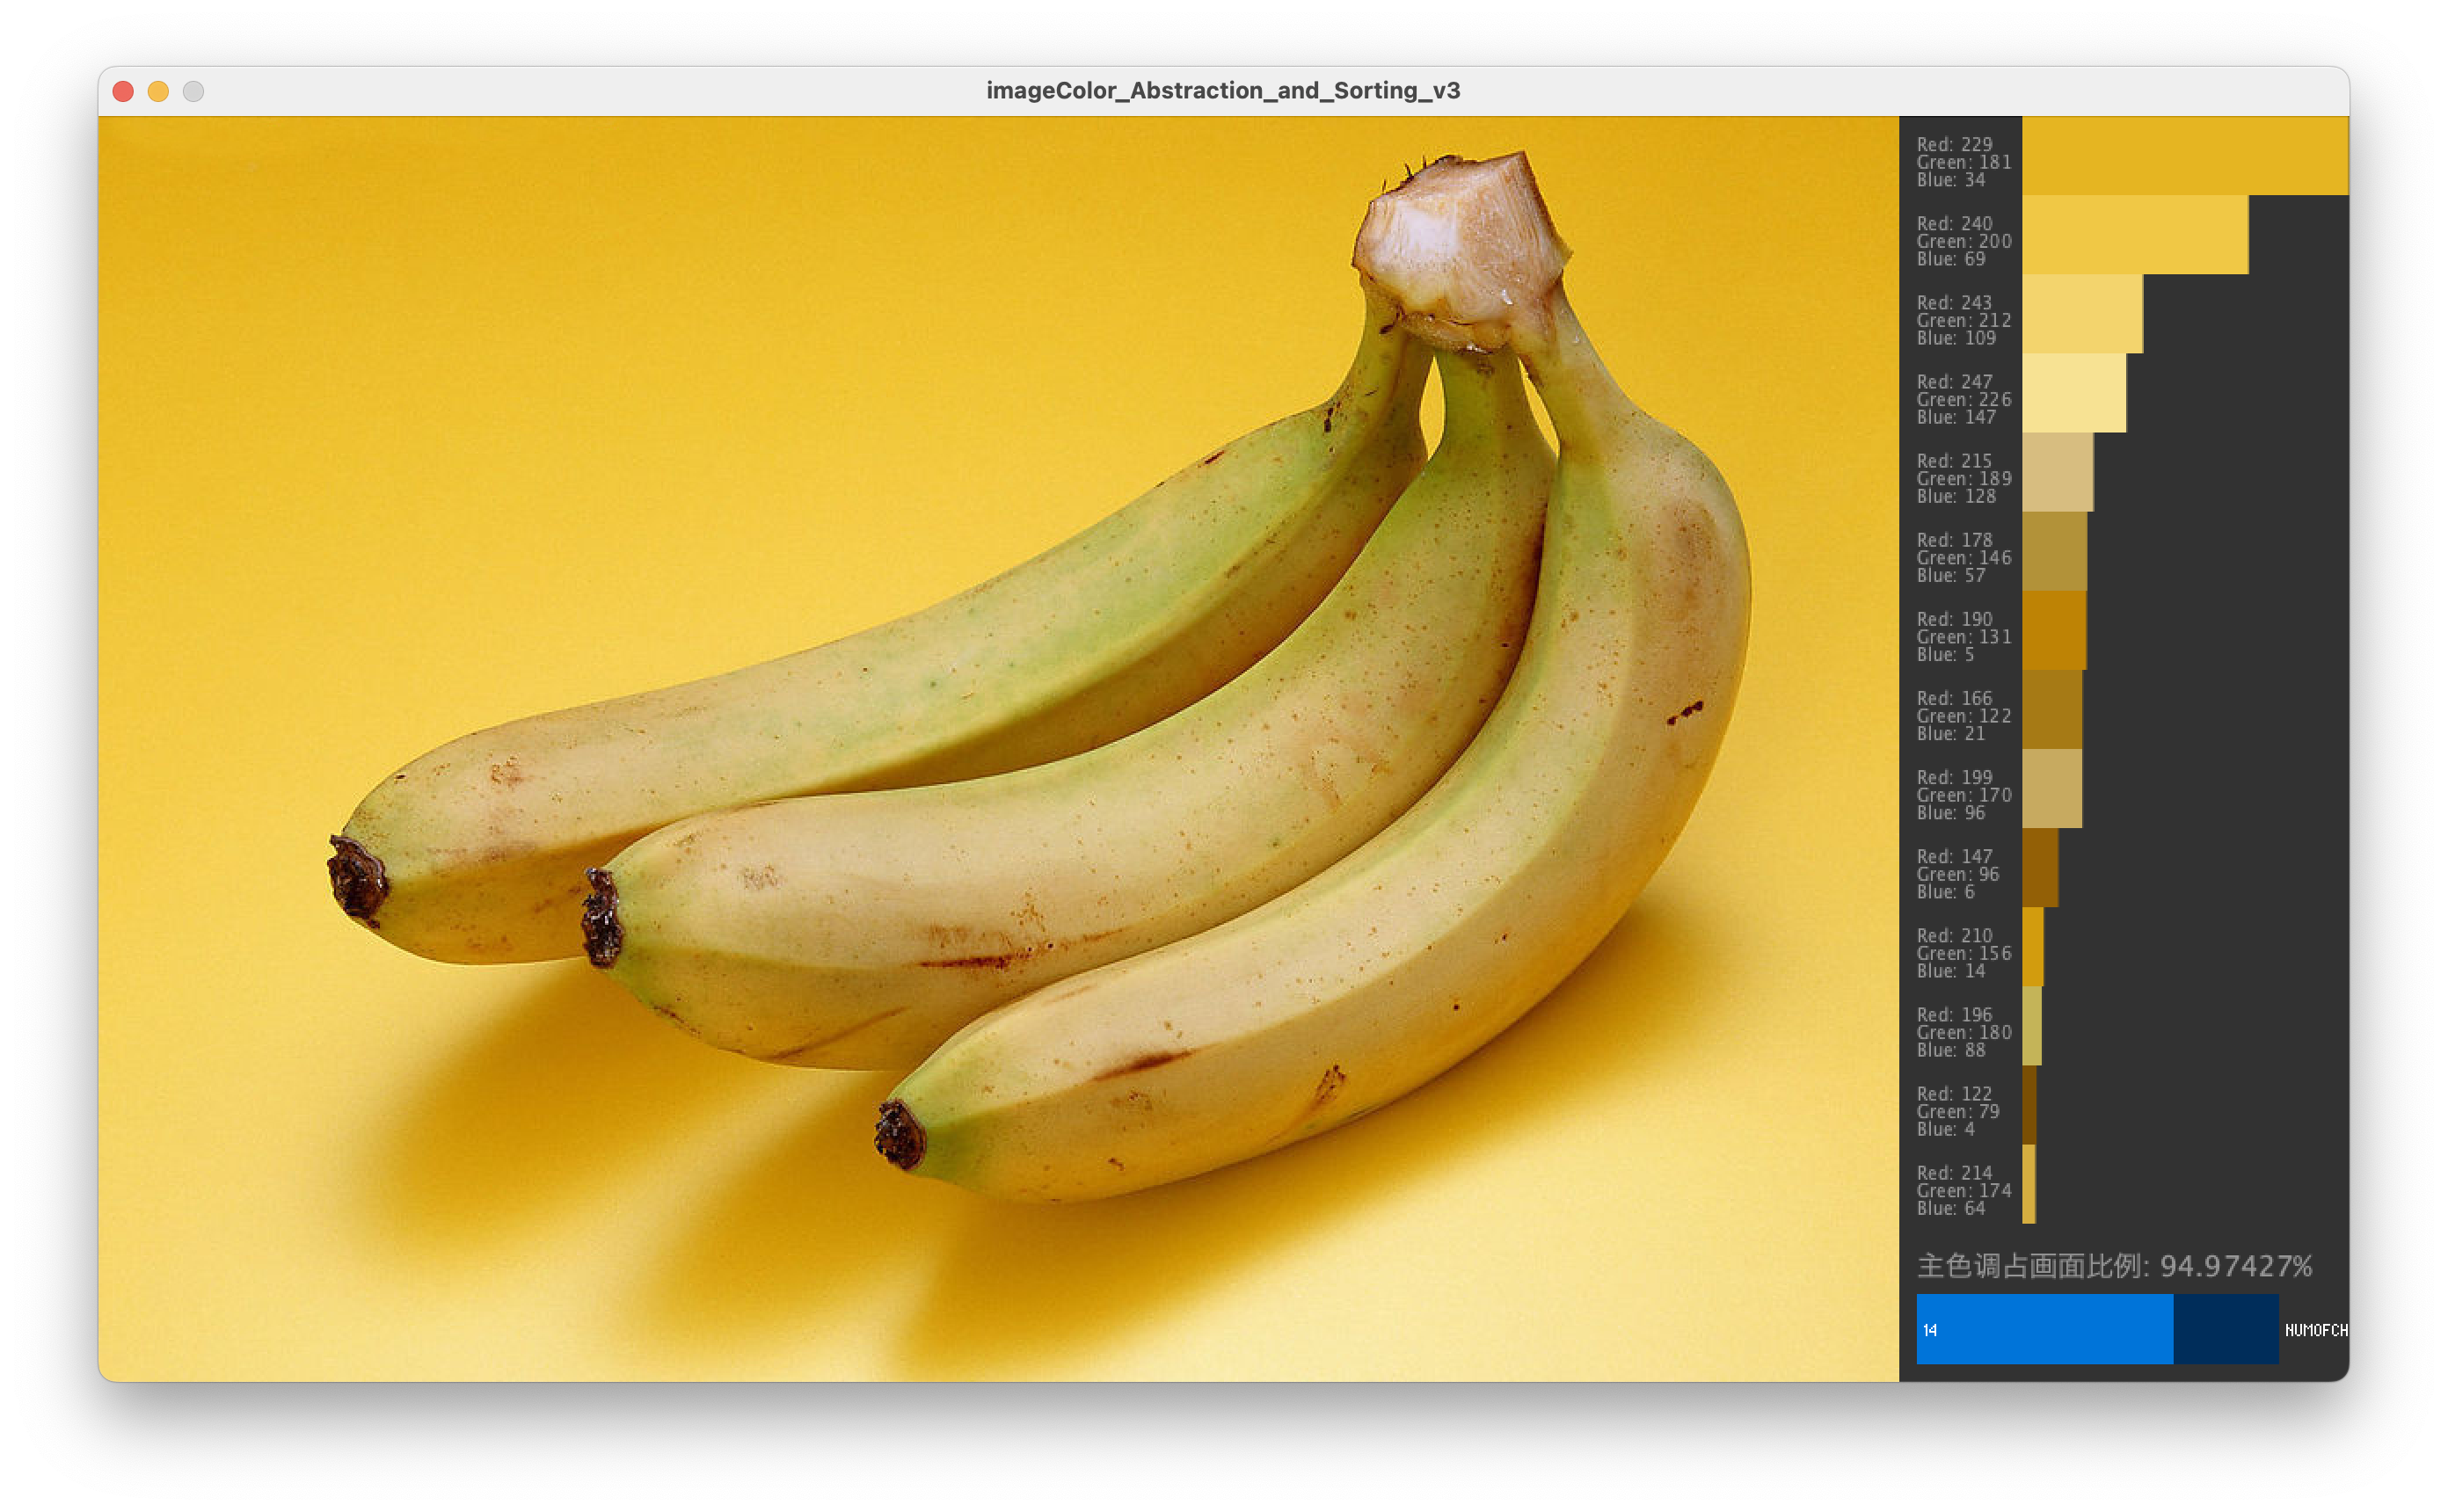 imageColor_Abstraction_and_Sorting_v3
Red: 229
Green: 181
Blue: 34
Red: 240
Green: 200
Blue: 69
Red: 243
Green: 212
Blue: 109
Red: 247
Green: 226
Blue: 147
Red: 215
Green: 189
Blue: 128
Red: 178
Green: 146
Blue: 57
Red: 190
Green: 131
Blue: 5
Red: 166
Green: 122
Blue: 21
Red: 199
Green: 170
Blue: 96
Red: 147
Green: 96
Blue: 6
Red: 210
Green: 156
Blue: 14
Red: 196
Green: 180
Blue: 88
Red: 122
Green: 79
Blue: 4
Red: 214
Green: 174
Blue: 64
主色调占画面比例: 94.97427%
14 NUMOFCH